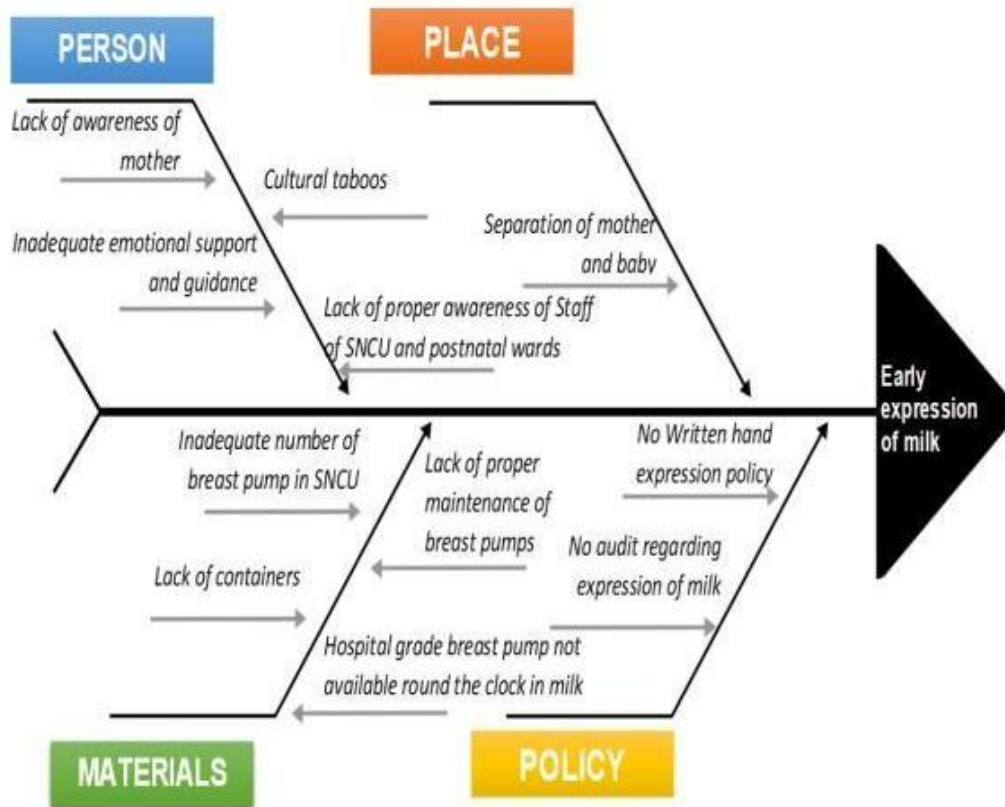 PERSON
PLACE
Lack of awareness of
mother
Cultural taboos
Inadequate emotional support
and guidance
Separation of mother
and babv
Lack of proper awareness of Staff
of SNCU and postnatal wards
Early
expression
of milk
Inadequate number of
breast pump in SNCU
Lack of proper
maintenance of
breast pumps
No Written hand
expression policy
Lack of containers
No audit regarding
expression of milk
Hospital grade breast pump not
available round the clock in milk
MATERIALS
POLICY